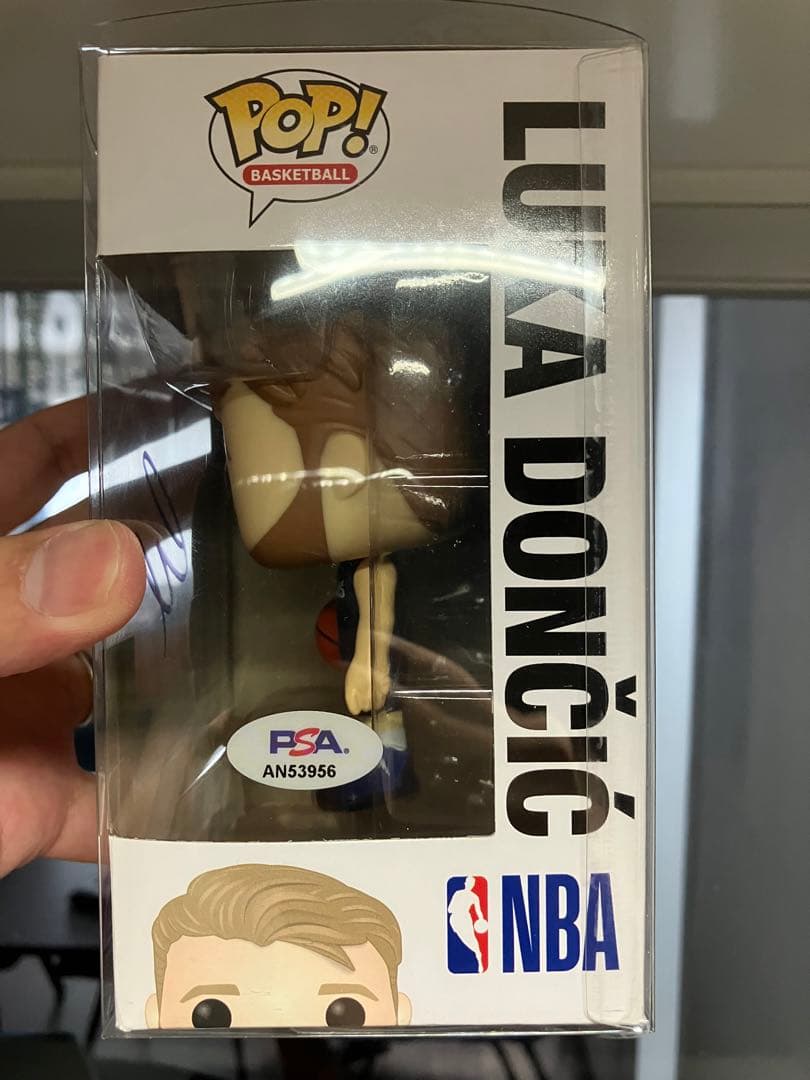 POP!®
BASKETBALL
LUKA DONČIĆ
PSA®
AN53956
NBA